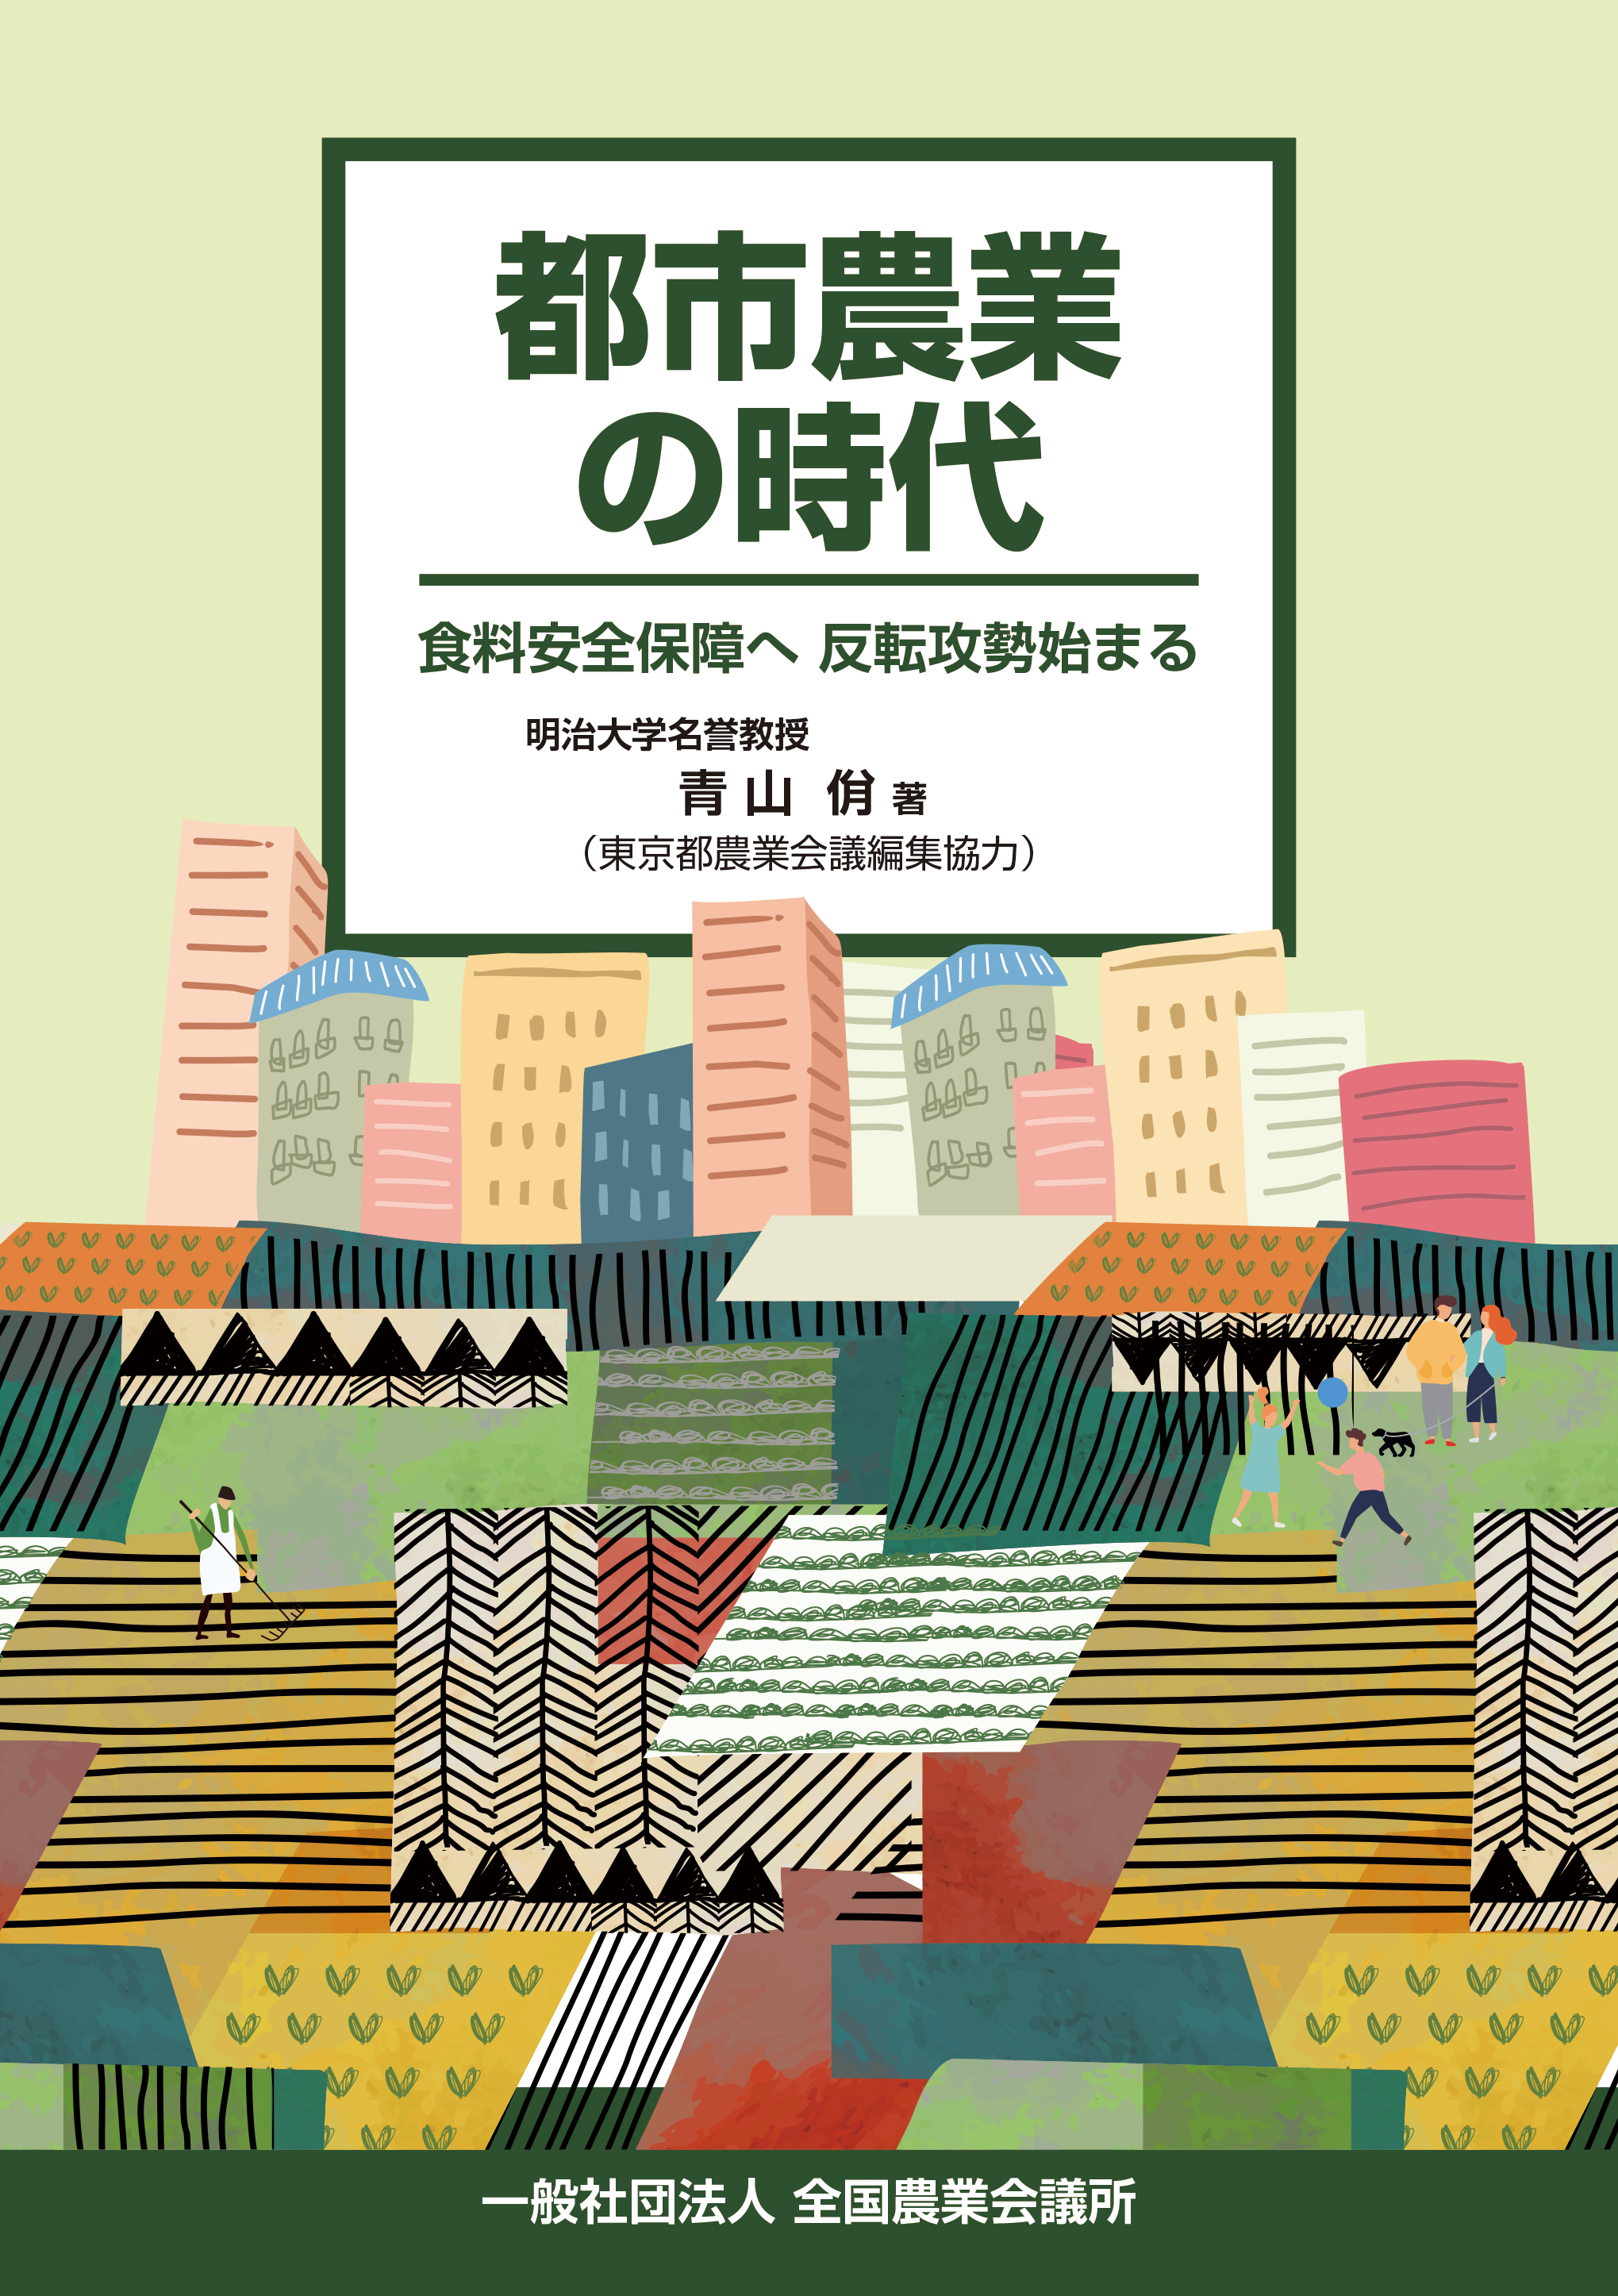 都市農業
の時代
食料安全保障へ 反転攻勢始まる
明治大学名誉教授
青山 佾 著
（東京都農業会議編集協力）
一般社団法人 全国農業会議所